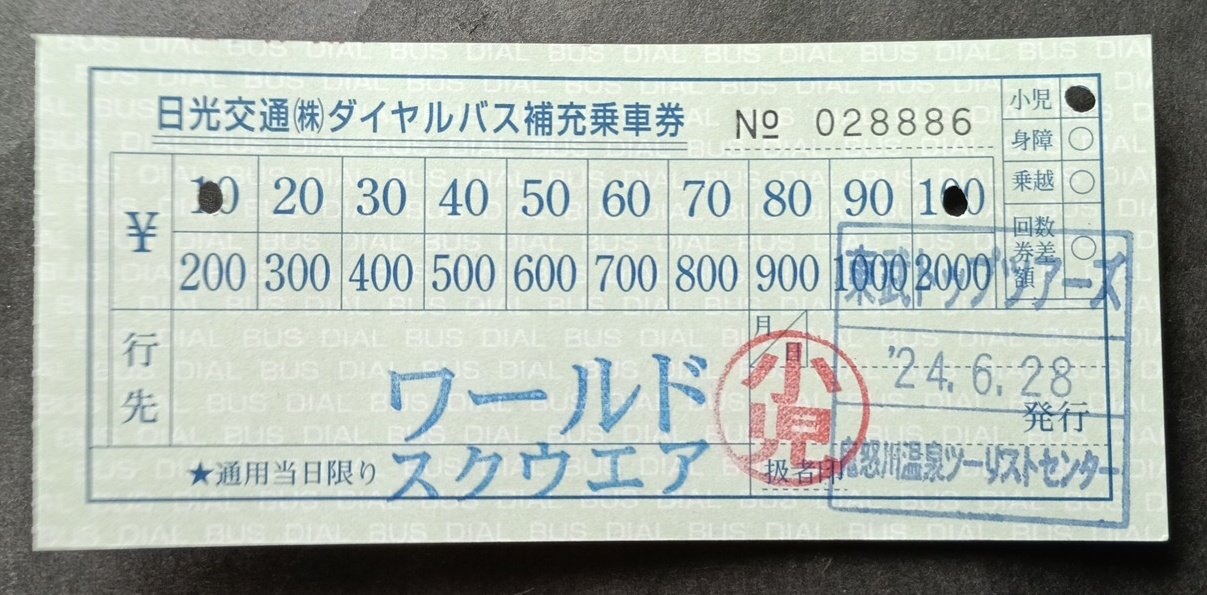 日光交通㈱ダイヤルバス補充乗車券
№ 028886
小児
身障
乗越
回数券差額
¥
10 20 30 40 50 60 70 80 90 100
200 300 400 500 600 700 800 900 1000 2000
行先
ワールド
スクウエア
月
日
小児
東武トップツアーズ
'24.6.28
発行
鬼怒川温泉ツーリストセンター
扱者印
★通用当日限り
DIAL BUS